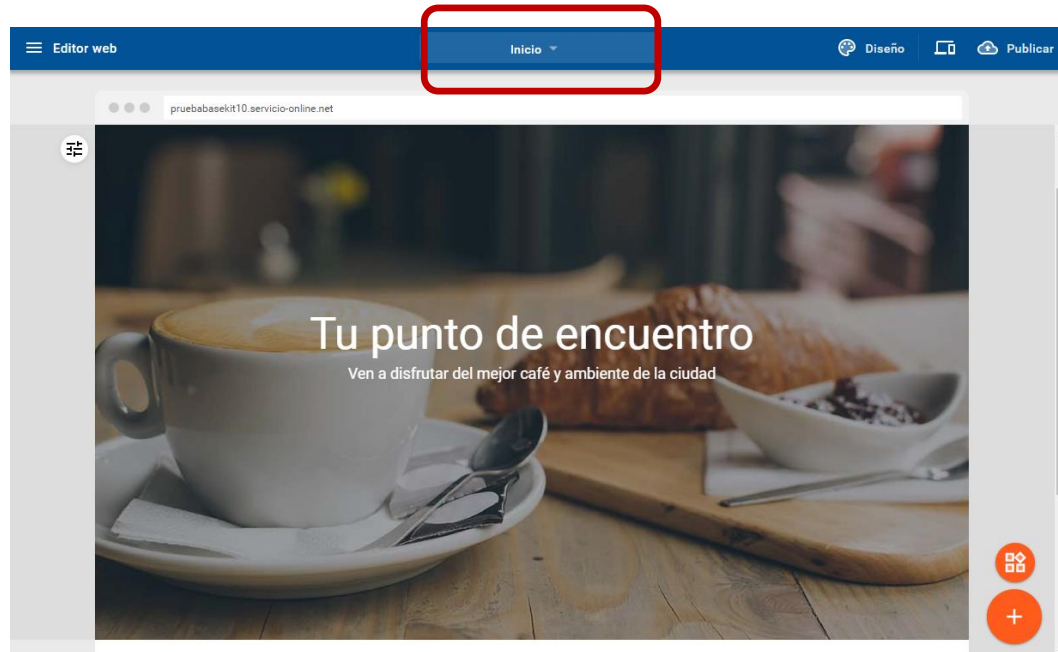 Editor web
Inicio
Diseño
Publicar
pruebabasekit10.servicio-online.net
Tu punto de encuentro
Ven a disfrutar del mejor café y ambiente de la ciudad